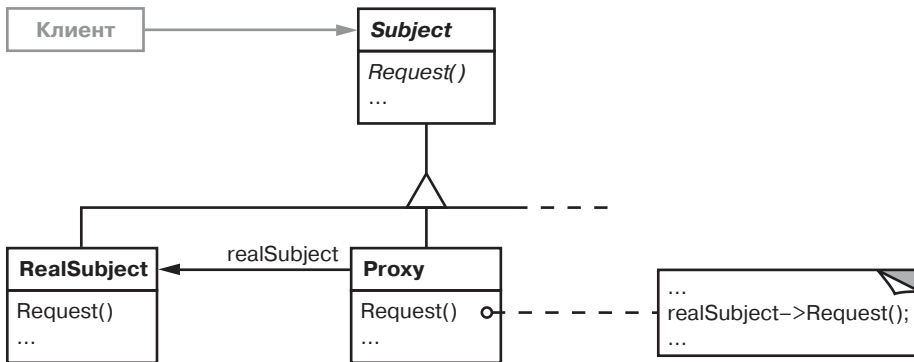 Клиент
Subject
Request()
...
RealSubject
Request()
...
realSubject
Proxy
Request()
...
...
realSubject–>Request();
...